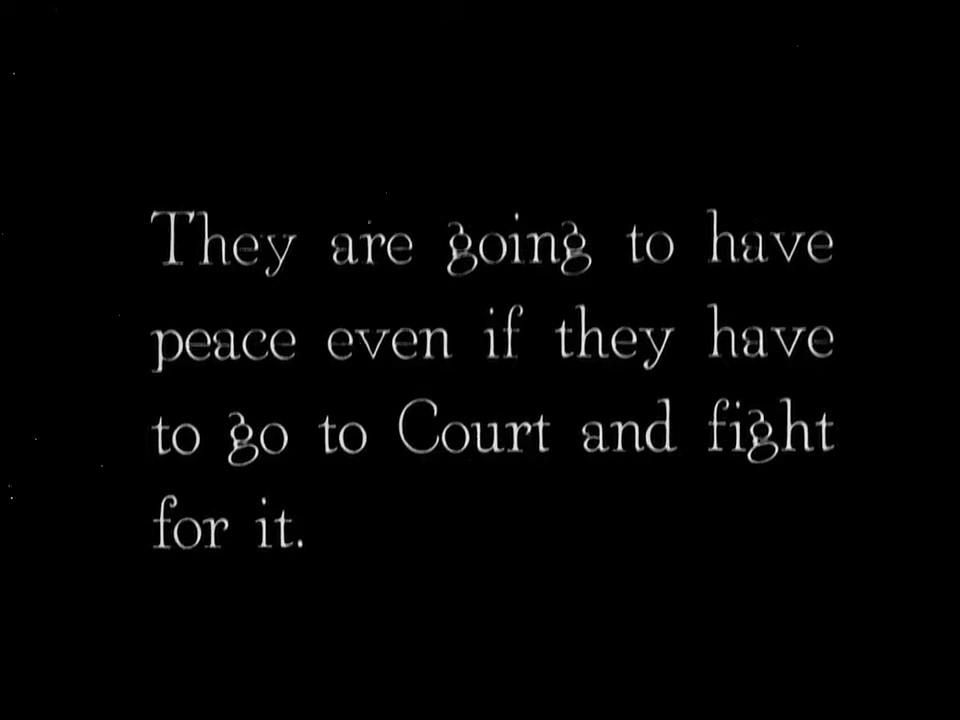 They are going to have
peace even if they have
to go to Court and fight
for it.